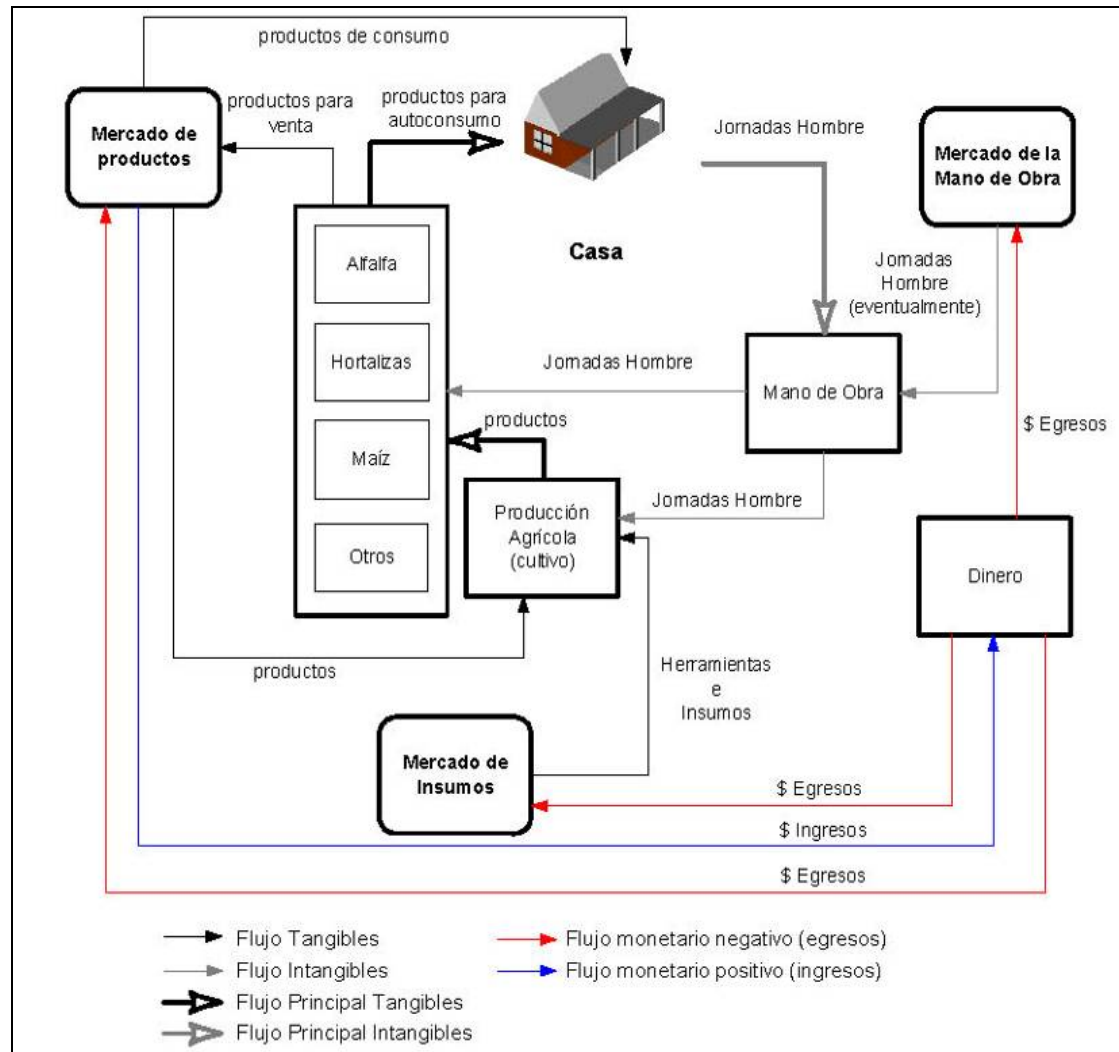 productos de consumo
Mercado de
productos
productos para
venta
productos para
autoconsumo
Jornadas Hombre
Mercado de la
Mano de Obra
Casa
Alfalfa
Hortalizas
Maíz
Otros
Jornadas
Hombre
(eventualmente)
Jornadas Hombre
Mano de Obra
productos
$ Egresos
Jornadas Hombre
Producción
Agrícola
(cultivo)
Dinero
productos
Herramientas
e
Insumos
Mercado de
Insumos
$ Egresos
$ Ingresos
$ Egresos
Flujo Tangibles
Flujo Intangibles
Flujo Principal Tangibles
Flujo Principal Intangibles
Flujo monetario negativo (egresos)
Flujo monetario positivo (ingresos)